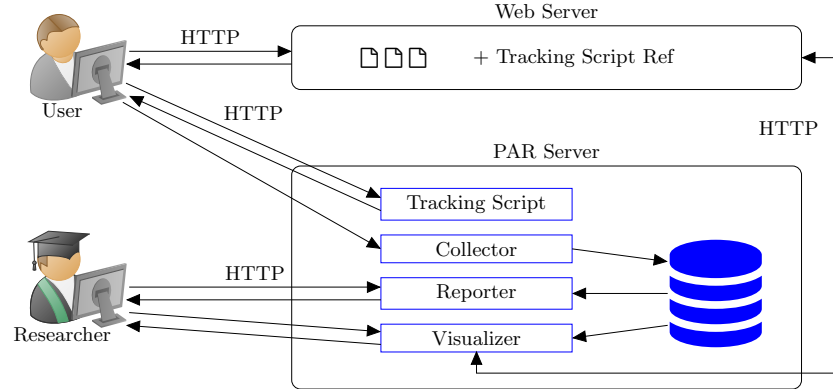 Web Server
HTTP
+ Tracking Script Ref
User
HTTP
HTTP
PAR Server
Tracking Script
Collector
HTTP
Reporter
Researcher
Visualizer